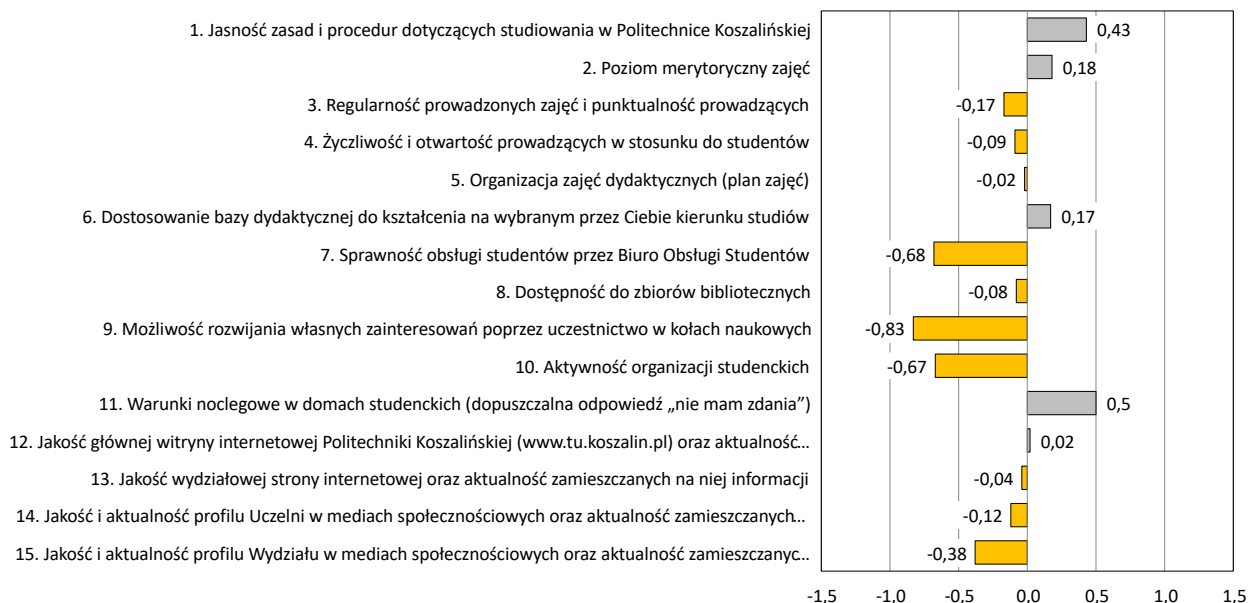 1. Jasność zasad i procedur dotyczących studiowania w Politechnice Koszalińskiej 0,43
2. Poziom merytoryczny zajęć 0,18
3. Regularność prowadzonych zajęć i punktualność prowadzących -0,17
4. Życzliwość i otwartość prowadzących w stosunku do studentów -0,09
5. Organizacja zajęć dydaktycznych (plan zajęć) -0,02
6. Dostosowanie bazy dydaktycznej do kształcenia na wybranym przez Ciebie kierunku studiów 0,17
7. Sprawność obsługi studentów przez Biuro Obsługi Studentów -0,68
8. Dostępność do zbiorów bibliotecznych -0,08
9. Możliwość rozwijania własnych zainteresowań poprzez uczestnictwo w kołach naukowych -0,83
10. Aktywność organizacji studenckich -0,67
11. Warunki noclegowe w domach studenckich (dopuszczalna odpowiedź „nie mam zdania”) 0,5
12. Jakość głównej witryny internetowej Politechniki Koszalińskiej (www.tu.koszalin.pl) oraz aktualność... 0,02
13. Jakość wydziałowej strony internetowej oraz aktualność zamieszczanych na niej informacji -0,04
14. Jakość i aktualność profilu Uczelni w mediach społecznościowych oraz aktualność zamieszczanych... -0,12
15. Jakość i aktualność profilu Wydziału w mediach społecznościowych oraz aktualność zamieszczanyc... -0,38
-1,5 -1,0 -0,5 0,0 0,5 1,0 1,5